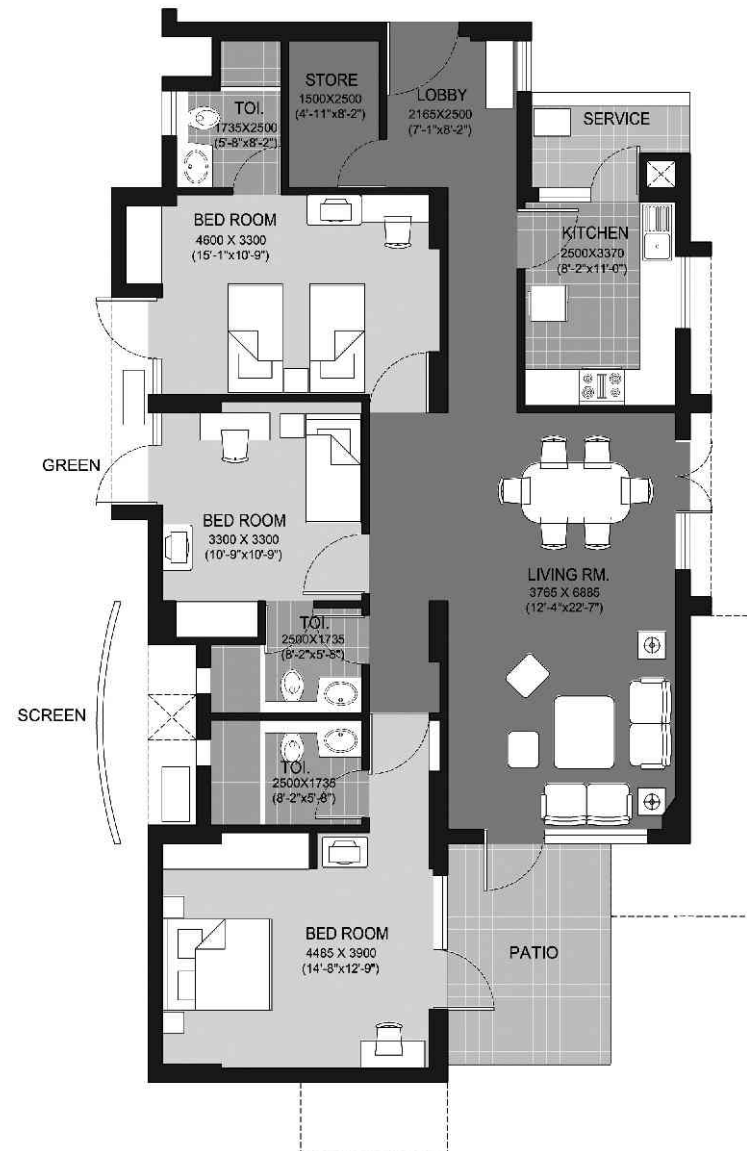 STORE
1500X2500
(4'-11"x8'-2")
LOBBY
2165X2500
(7'-1"x8'-2")
TOI.
1735X2500
(5'-8"x8'-2")
SERVICE
BED ROOM
4600 X 3300
(15'-1"x10'-9")
KITCHEN
2500X3370
(8'-2"x11'-0")
GREEN
BED ROOM
3300 X 3300
(10'-9"x10'-9")
LIVING RM.
3765 X 6885
(12'-4"x22'-7")
TOI.
2500X1735
(8'-2"x5'-8")
SCREEN
TOI.
2500X1735
(8'-2"x5'-8")
BED ROOM
4485 X 3900
(14'-8"x12'-9")
PATIO